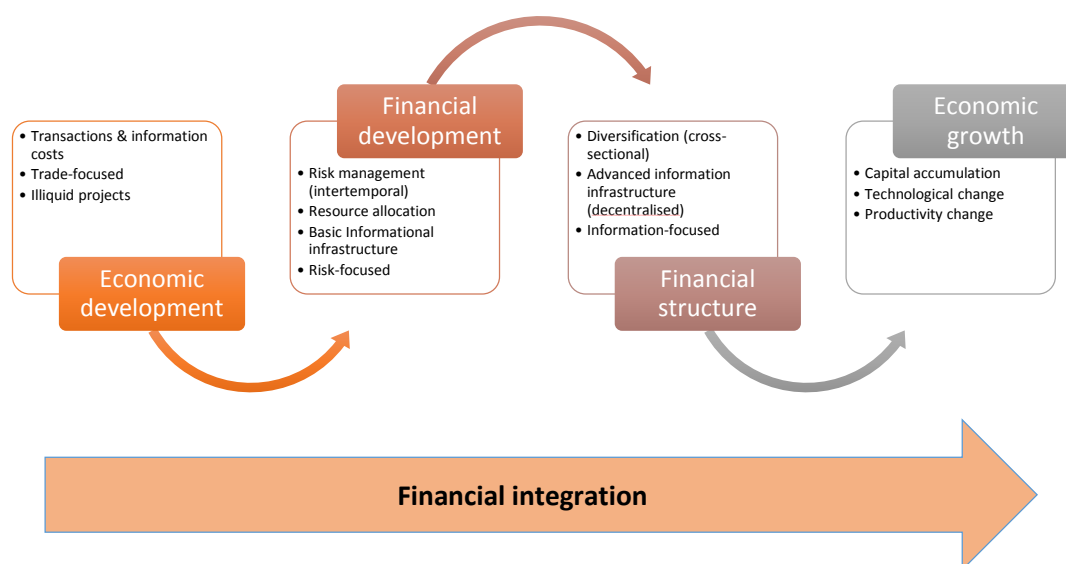 • Transactions & information
costs
• Trade-focused
• Illiquid projects
Economic
development
Financial
development
• Risk management
(intertemporal)
• Resource allocation
• Basic Informational
infrastructure
• Risk-focused
• Diversification (cross-
sectional)
• Advanced information
infrastructure
(decentralised)
• Information-focused
Financial
structure
Economic
growth
• Capital accumulation
• Technological change
• Productivity change
Financial integration